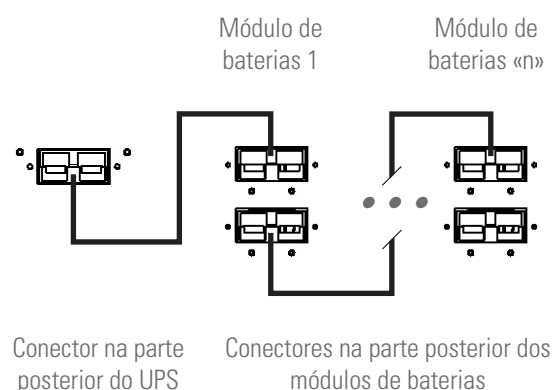 Módulo de
baterias 1
Módulo de
baterias «n»
Conector na parte
posterior do UPS
Conectores na parte posterior dos
módulos de baterias